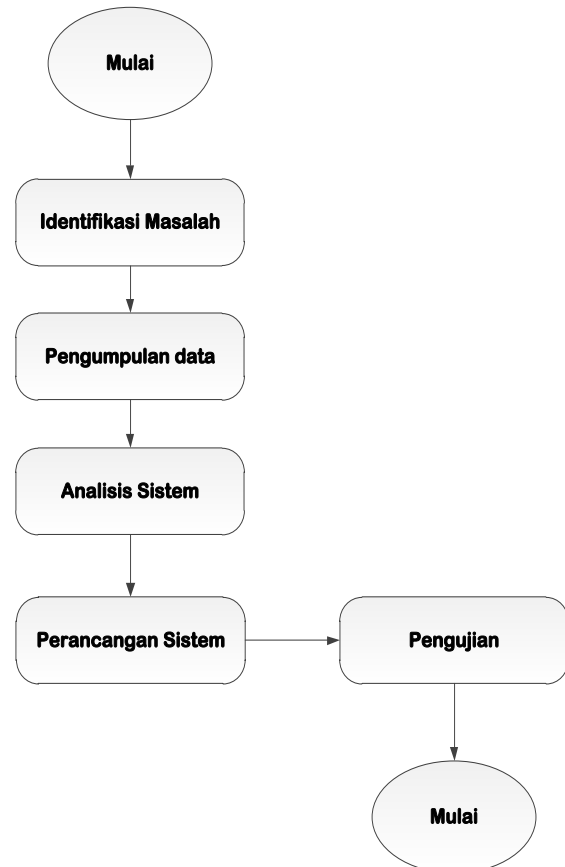 Mulai
Identifikasi Masalah
Pengumpulan data
Analisis Sistem
Perancangan Sistem
Pengujian
Mulai